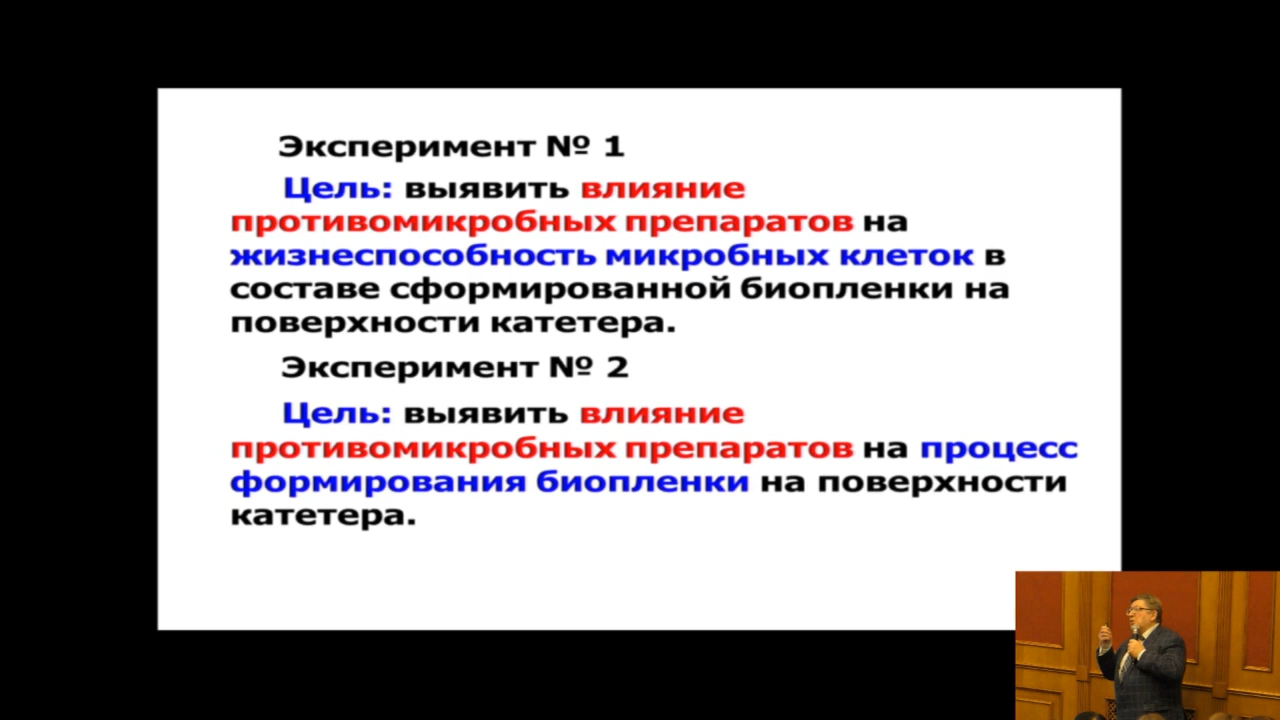 Эксперимент № 1
Цель: выявить влияние
противомикробных препаратов на
жизнеспособность микробных клеток в
составе сформированной биопленки на
поверхности катетера.
Эксперимент № 2
Цель: выявить влияние
противомикробных препаратов на процесс
формирования биопленки на поверхности
катетера.